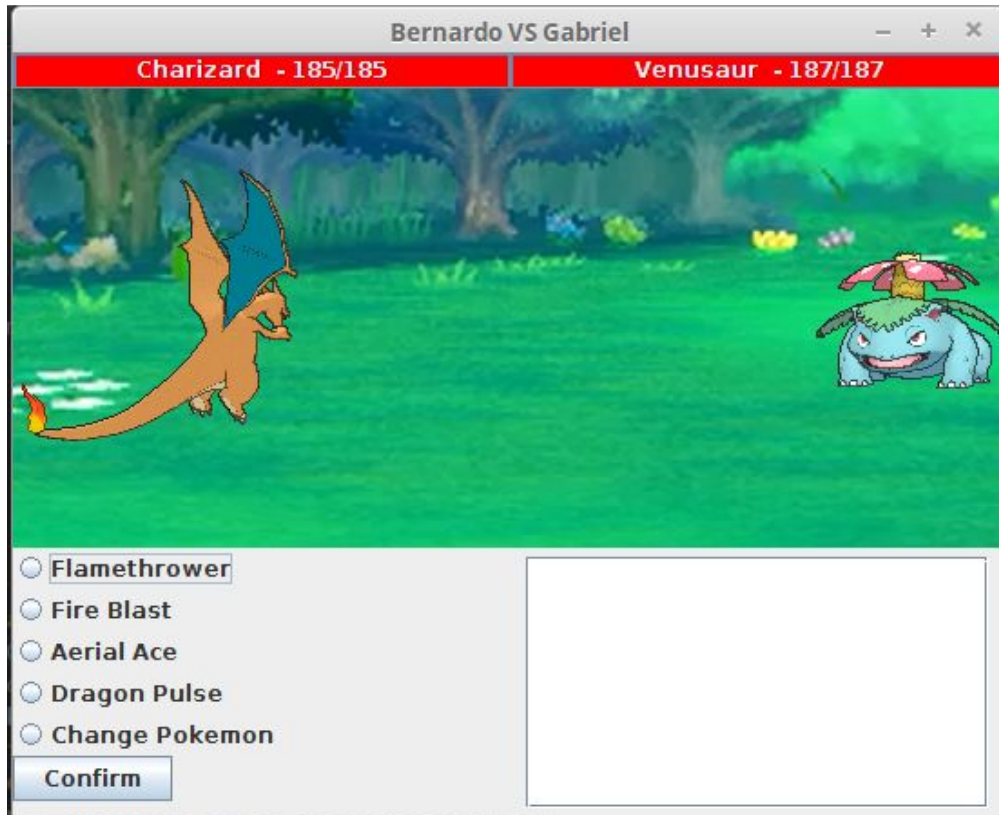 Bernardo VS Gabriel
Charizard - 185/185
Venusaur - 187/187
Flamethrower
Fire Blast
Aerial Ace
Dragon Pulse
Change Pokemon
Confirm